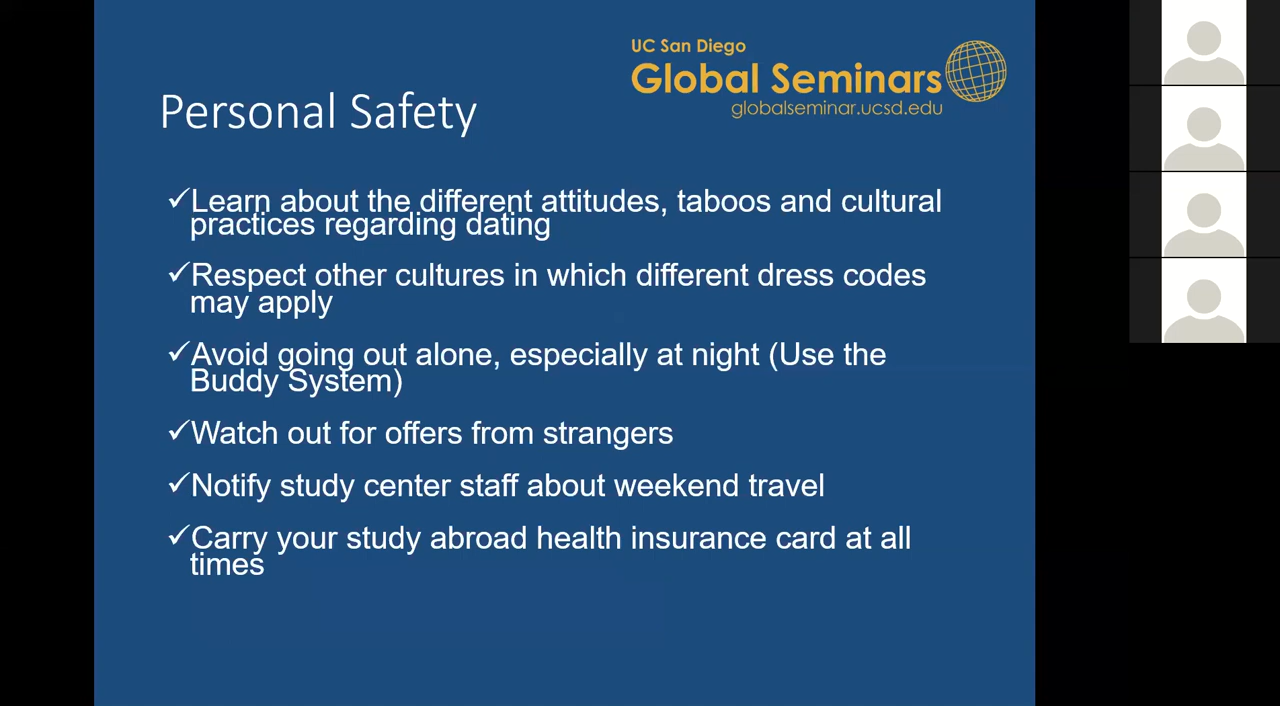 UC San Diego
Global Seminars
globalseminar.ucsd.edu
Personal Safety
✓Learn about the different attitudes, taboos and cultural
practices regarding dating
✓Respect other cultures in which different dress codes
may apply
✓Avoid going out alone, especially at night (Use the
Buddy System)
✓Watch out for offers from strangers
✓Notify study center staff about weekend travel
✓Carry your study abroad health insurance card at all
times